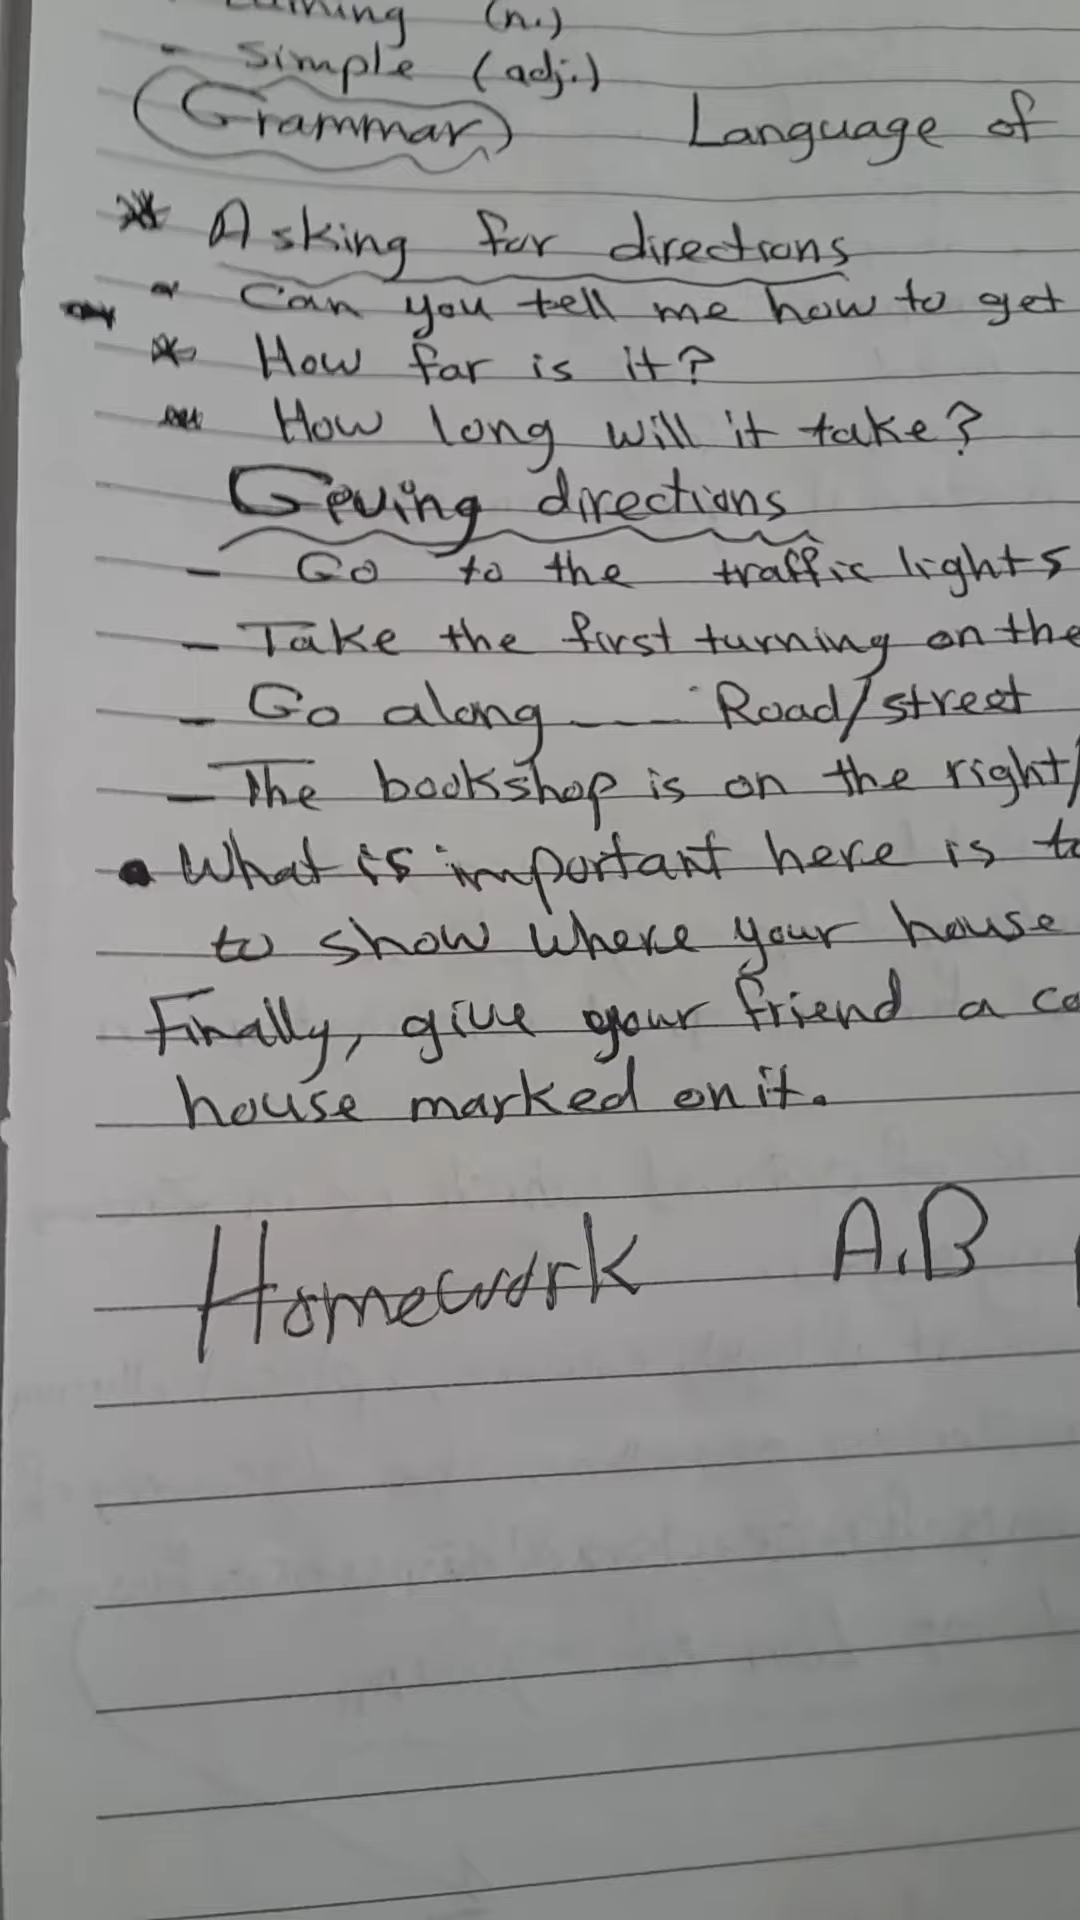 turning (n.)
- simple (adj.)
Grammar Language of
* Asking for directions
- Can you tell me how to get
* How far is it?
How long will it take?
Geving directions
- Go to the traffic lights
- Take the first turning on the
- Go along ---- Road/street
- The bookshop is on the right/
• What is important here is to
to show where your house
Finally, give your friend a
house marked on it.
Homework A.B